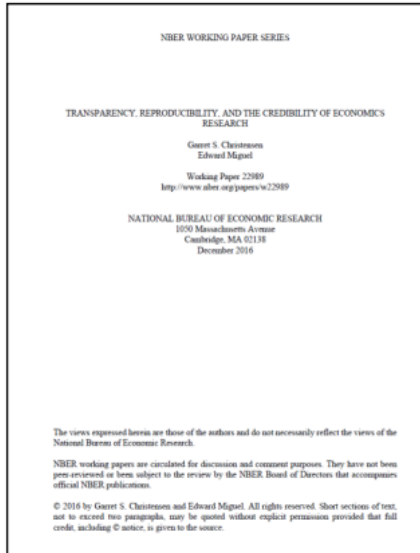 NBER WORKING PAPER SERIES
TRANSPARENCY, REPRODUCIBILITY, AND THE CREDIBILITY OF ECONOMICS
RESEARCH
Garret S. Christensen
Edward Miguel
Working Paper 22989
http://www.nber.org/papers/w22989
NATIONAL BUREAU OF ECONOMIC RESEARCH
1050 Massachusetts Avenue
Cambridge, MA 02138
December 2016
The views expressed herein are those of the authors and do not necessarily reflect the views of the
National Bureau of Economic Research.
NBER working papers are circulated for discussion and comment purposes. They have not been
peer-reviewed or been subject to the review by the NBER Board of Directors that accompanies
official NBER publications.
© 2016 by Garret S. Christensen and Edward Miguel. All rights reserved. Short sections of text,
not to exceed two paragraphs, may be quoted without explicit permission provided that full
credit, including © notice, is given to the source.